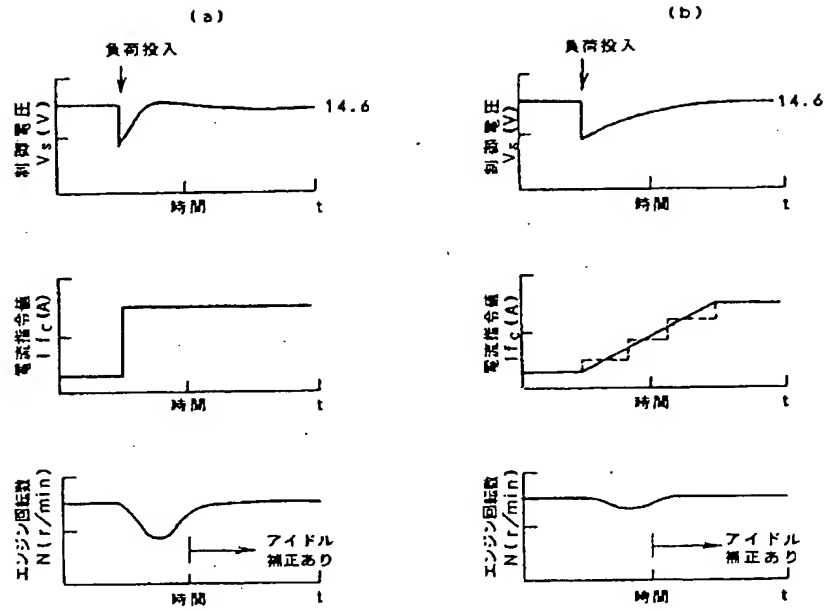 (a)
負荷投入
制御電圧
Vs(V)
14.6
時間
t
電流指令値
Ifc(A)
時間
t
エンジン回転数
N(r/min)
アイドル
補正あり
時間
t
(b)
負荷投入
制御電圧
Vs(V)
14.6
時間
t
電流指令値
Ifc(A)
時間
t
エンジン回転数
N(r/min)
アイドル
補正あり
時間
t